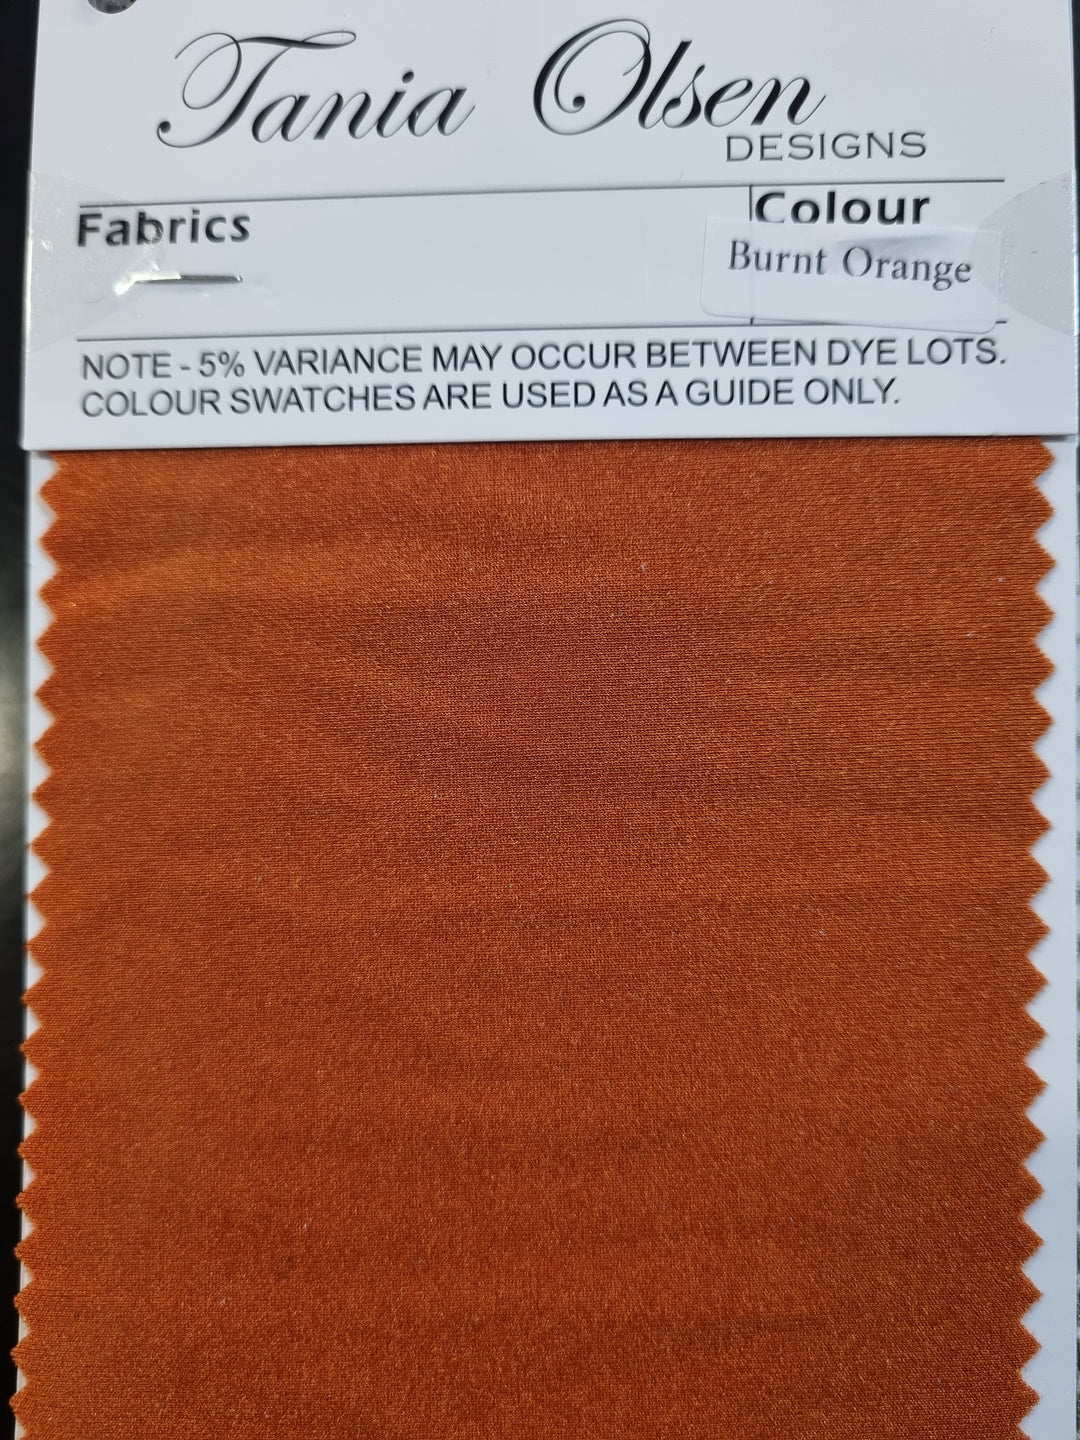 Tania Olsen
DESIGNS
Fabrics
Colour
Burnt Orange
NOTE - 5% VARIANCE MAY OCCUR BETWEEN DYE LOTS.
COLOUR SWATCHES ARE USED AS A GUIDE ONLY.